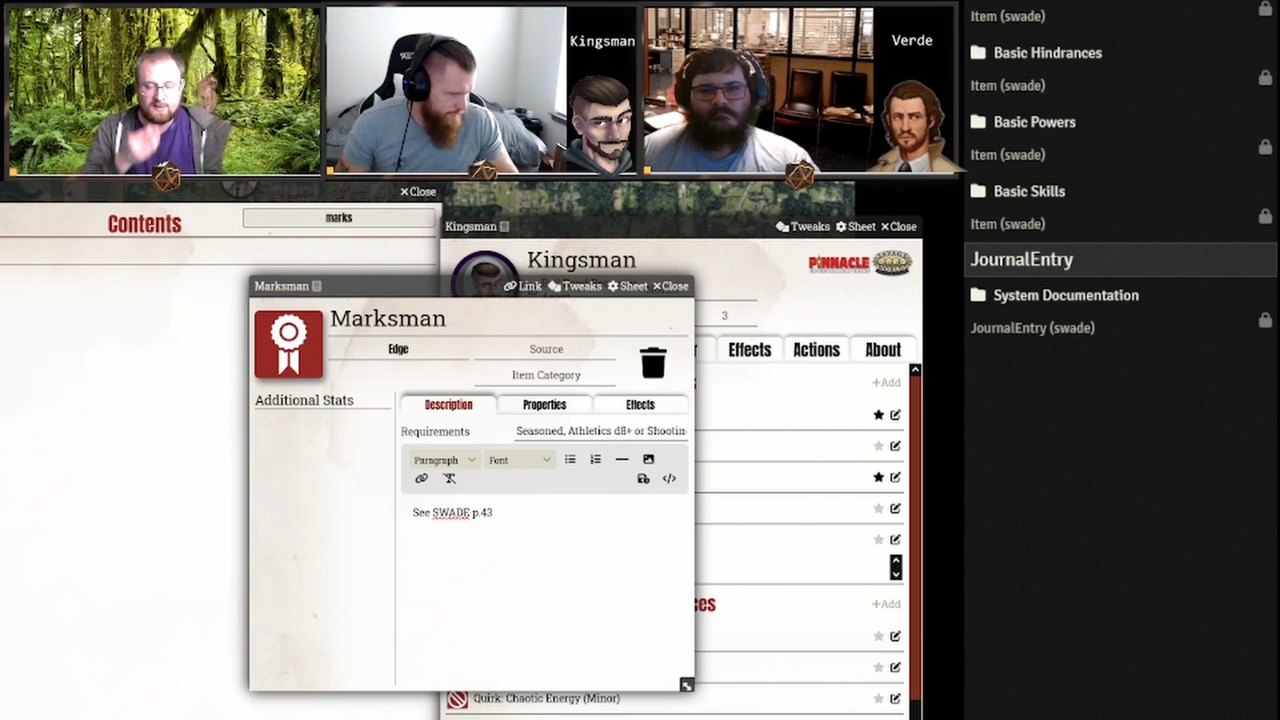 Kingsman
Verde
Close
Contents
marks
Kingsman
Tweaks Sheet Close
Kingsman
PINNACLE
3
Effects Actions About
+Add
Marksman
Link Tweaks Sheet Close
Marksman
Edge
Source
Item Category
Additional Stats
Description Properties Effects
Requirements
Seasoned, Athletics d8+ or Shootin
Paragraph Font
See SWADE p.43
ces
+Add
Quirk: Chaotic Energy (Minor)
Item (swade)
Basic Hindrances
Item (swade)
Basic Powers
Item (swade)
Basic Skills
Item (swade)
JournalEntry
System Documentation
JournalEntry (swade)